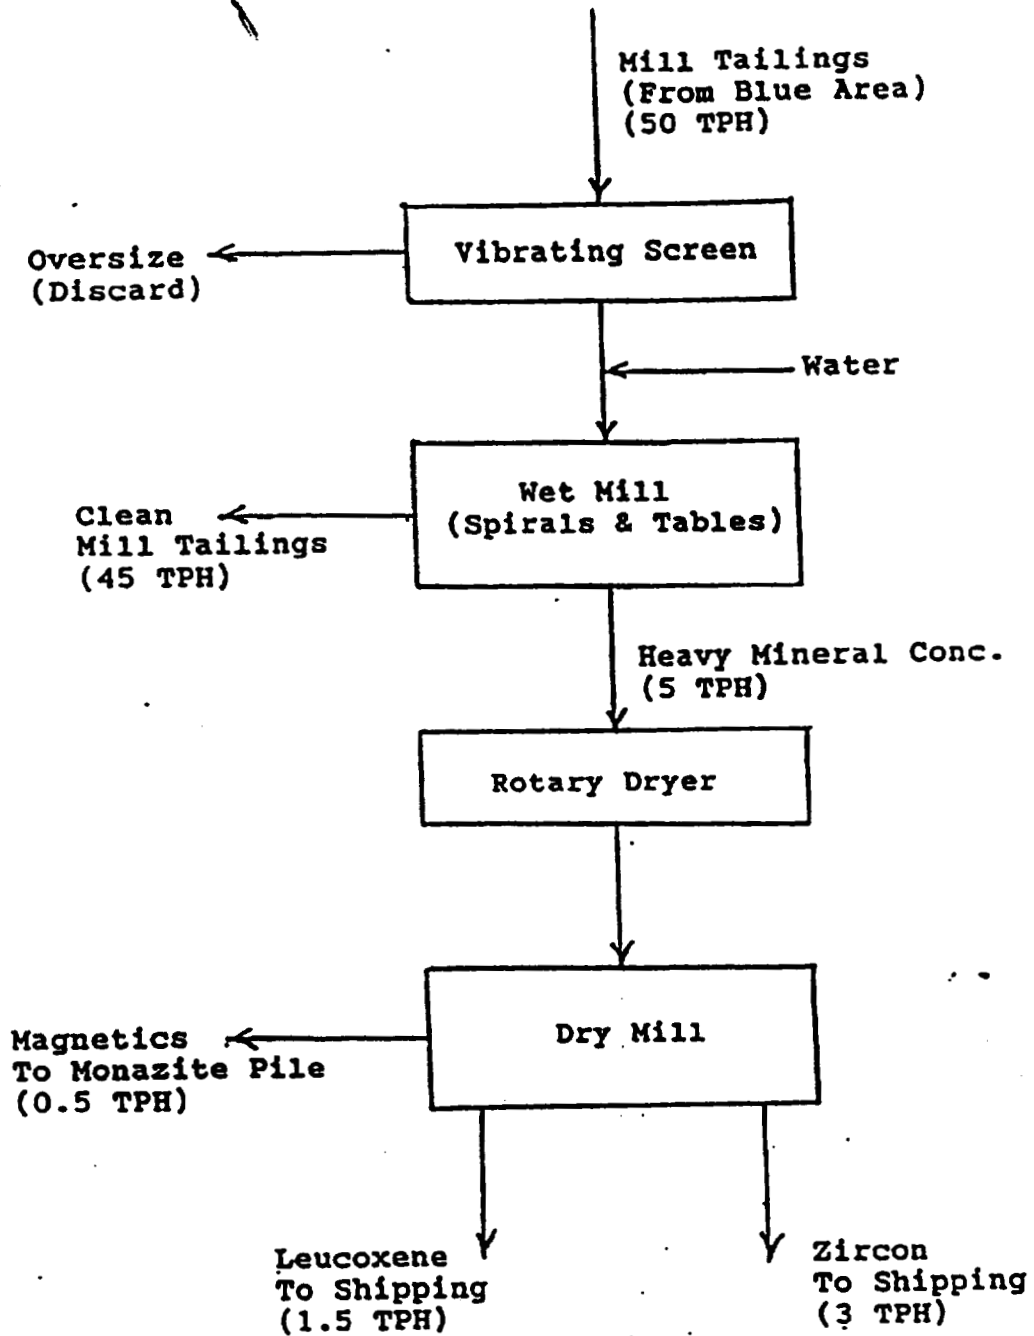 Mill Tailings
(From Blue Area)
(50 TPH)
Vibrating Screen
Oversize
(Discard)
Water
Wet Mill
(Spirals & Tables)
Clean
Mill Tailings
(45 TPH)
Heavy Mineral Conc.
(5 TPH)
Rotary Dryer
Dry Mill
Magnetics
To Monazite Pile
(0.5 TPH)
Leucoxene
To Shipping
(1.5 TPH)
Zircon
To Shipping
(3 TPH)